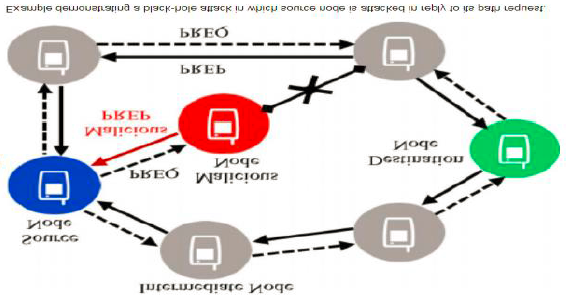 Intermediate Node
Source
Node
Malicious
Node
PREQ
Destination
Node
Malicious
PREP
PREP
PREQ
Example demonstrating a black-hole attack in which source node is attacked in reply to its path request.